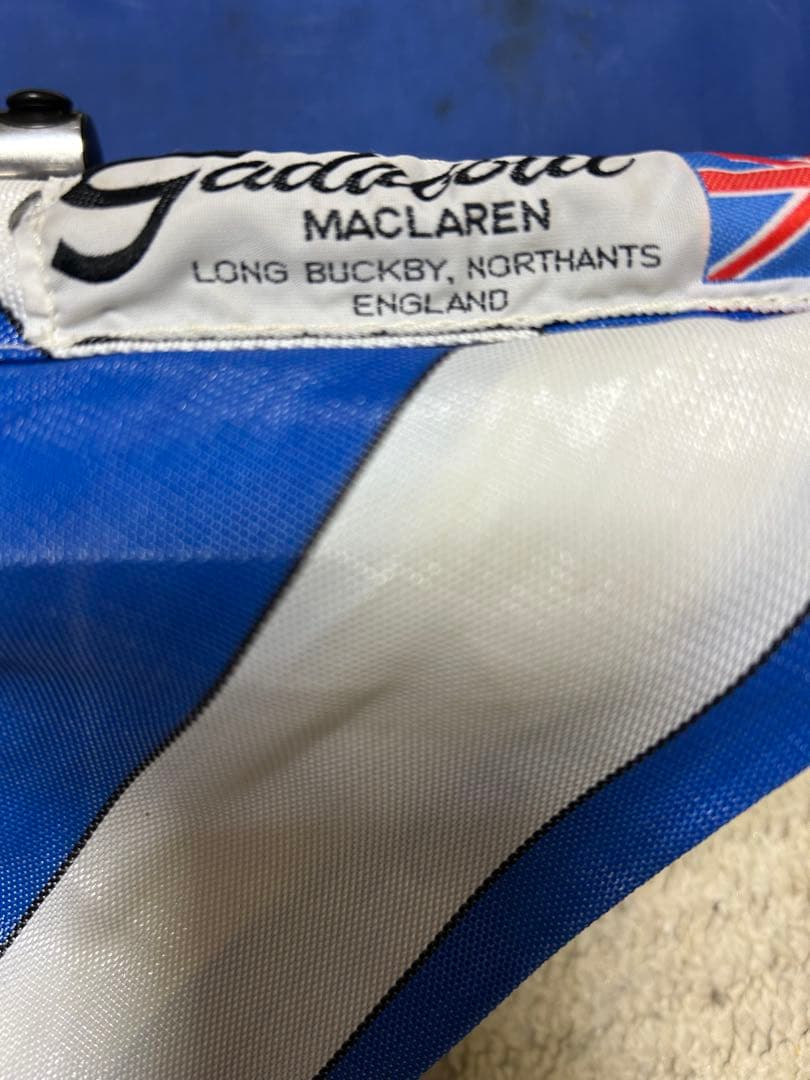 gadabout
MACLAREN
LONG BUCKBY, NORTHANTS
ENGLAND